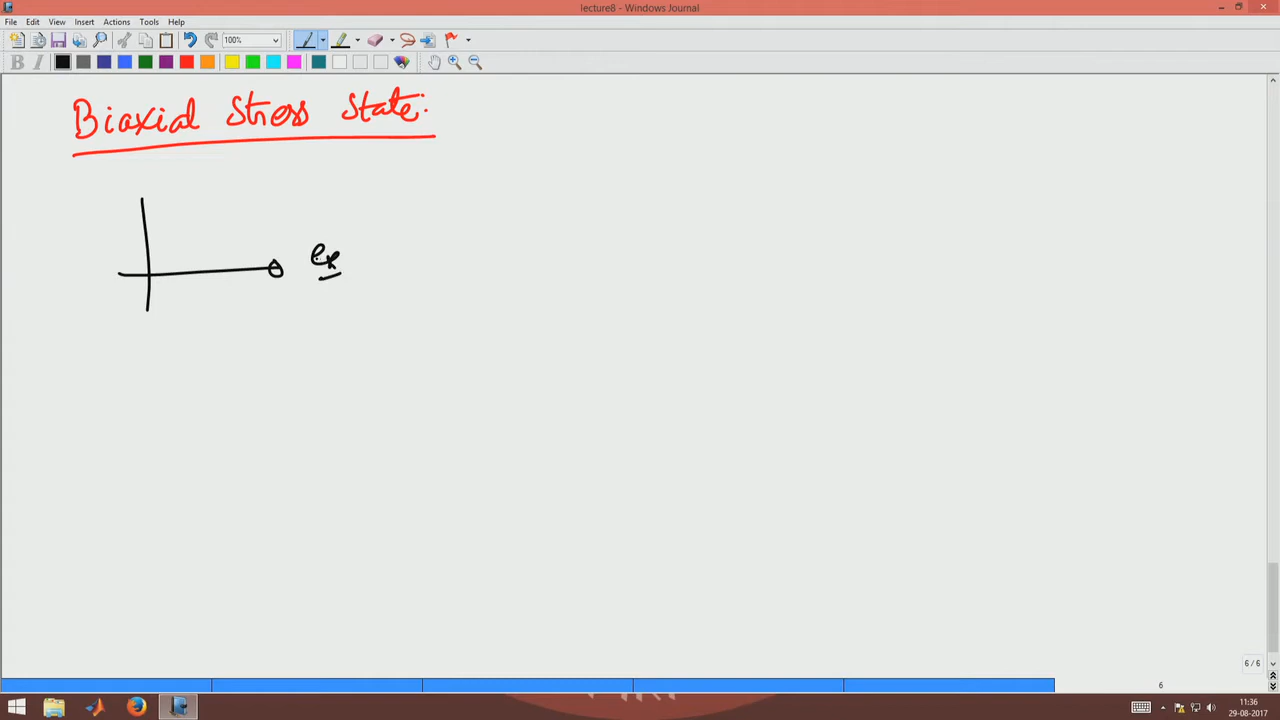 lecture8 - Windows Journal
File Edit View Insert Actions Tools Help
100%
B I
Biaxial Stress State:
6 / 6
6
11:36
29-08-2017